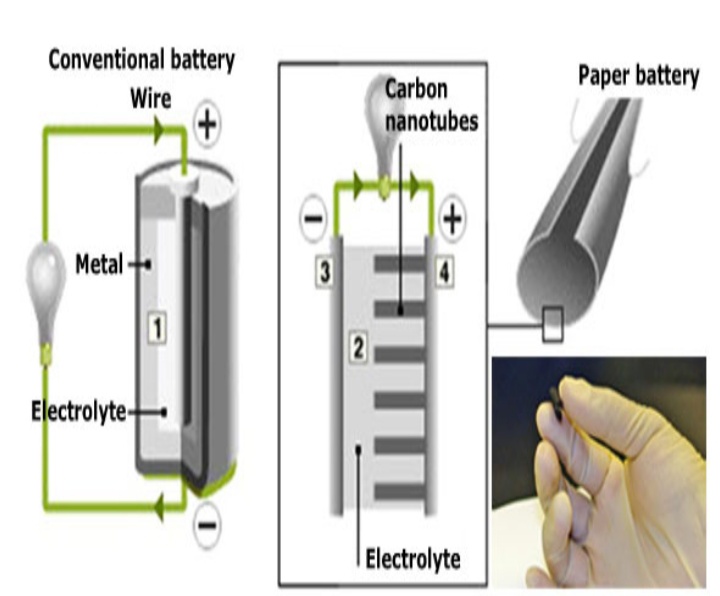 Conventional battery
Wire
+
Metal
1
Electrolyte
−
Carbon
nanotubes
−
+
3
4
2
Electrolyte
Paper battery